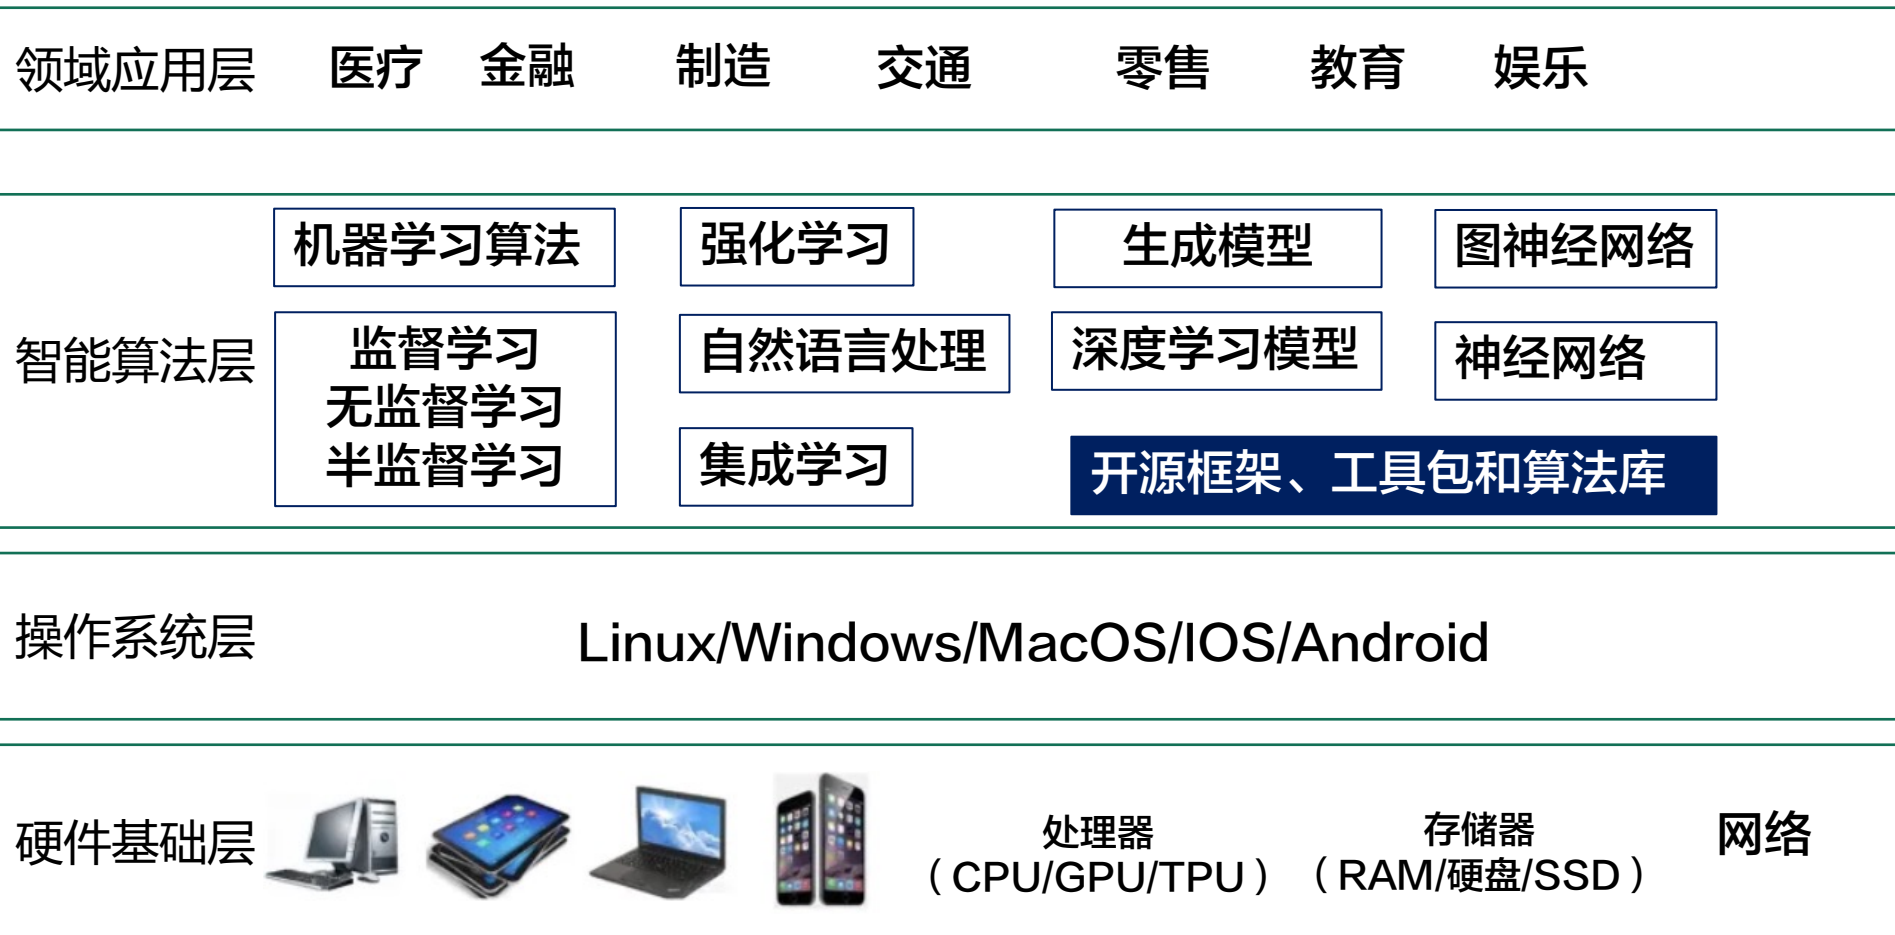 领域应用层 医疗 金融 制造 交通 零售 教育 娱乐
机器学习算法 强化学习 生成模型 图神经网络
智能算法层
监督学习
无监督学习
半监督学习
自然语言处理 深度学习模型 神经网络
集成学习 开源框架、工具包和算法库
操作系统层 Linux/Windows/MacOS/IOS/Android
硬件基础层
处理器
（CPU/GPU/TPU）
存储器
（RAM/硬盘/SSD）
网络